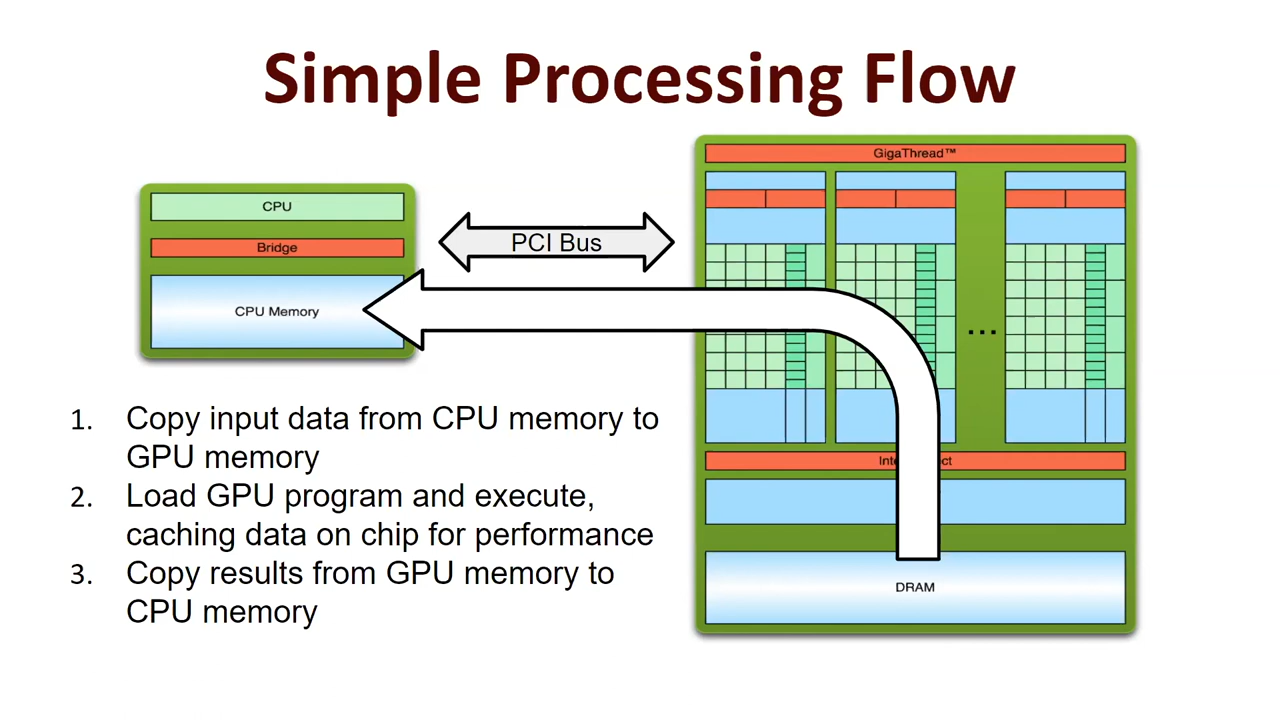 Simple Processing Flow
GigaThread™
CPU
Bridge
CPU Memory
PCI Bus
...
1. Copy input data from CPU memory to
GPU memory
2. Load GPU program and execute,
caching data on chip for performance
3. Copy results from GPU memory to
CPU memory
DRAM